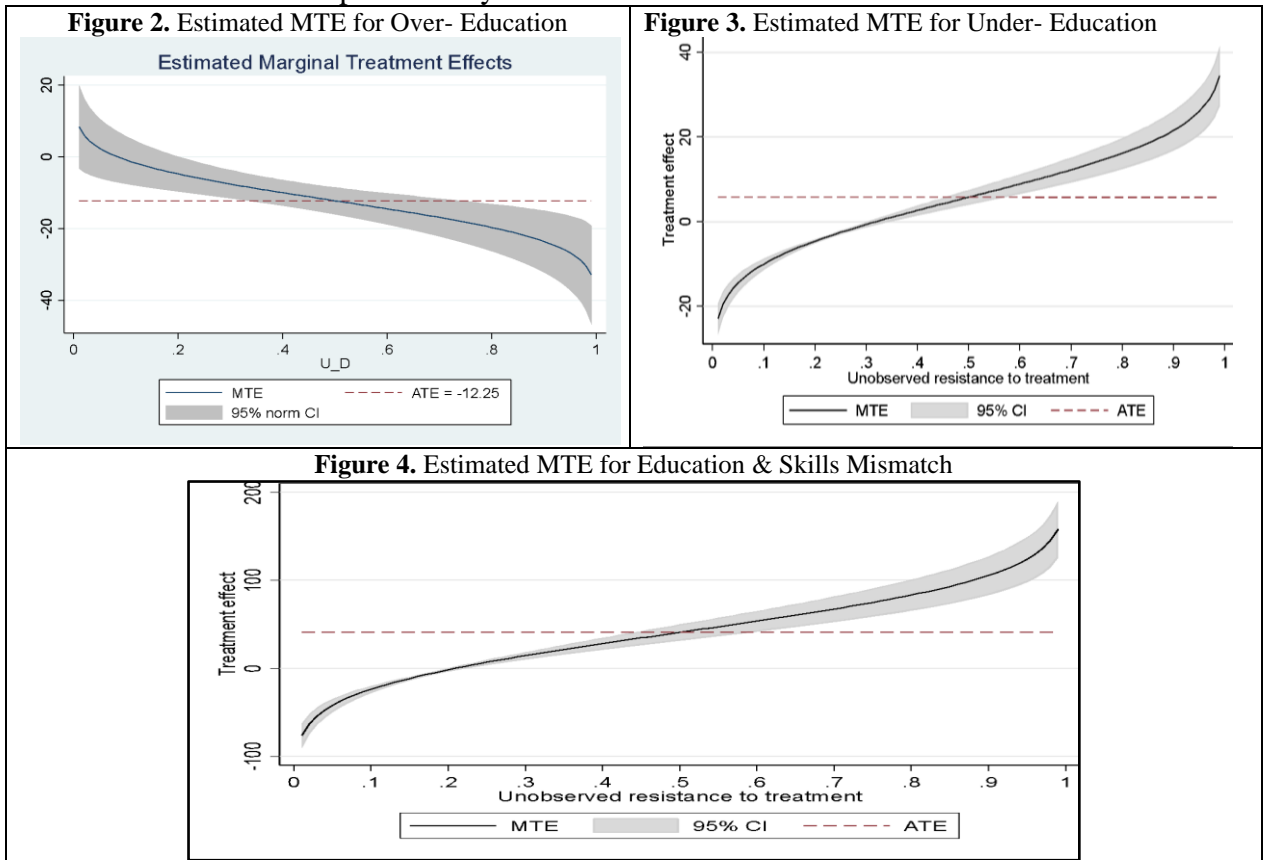 Figure 2. Estimated MTE for Over- Education
Estimated Marginal Treatment Effects
20
0
20
-40
0
.2
.4
.6
.8
1
U_D
MTE
ATE = -12.25
95% norm CI
Figure 3. Estimated MTE for Under- Education
40
20
0
-20
Treatment effect
0
.1
.2
.3
.4
.5
.6
.7
.8
.9
1
Unobserved resistance to treatment
MTE
95% CI
ATE
Figure 4. Estimated MTE for Education & Skills Mismatch
200
100
0
-100
Treatment effect
0
.1
.2
.3
.4
.5
.6
.7
.8
.9
1
Unobserved resistance to treatment
MTE
95% CI
ATE